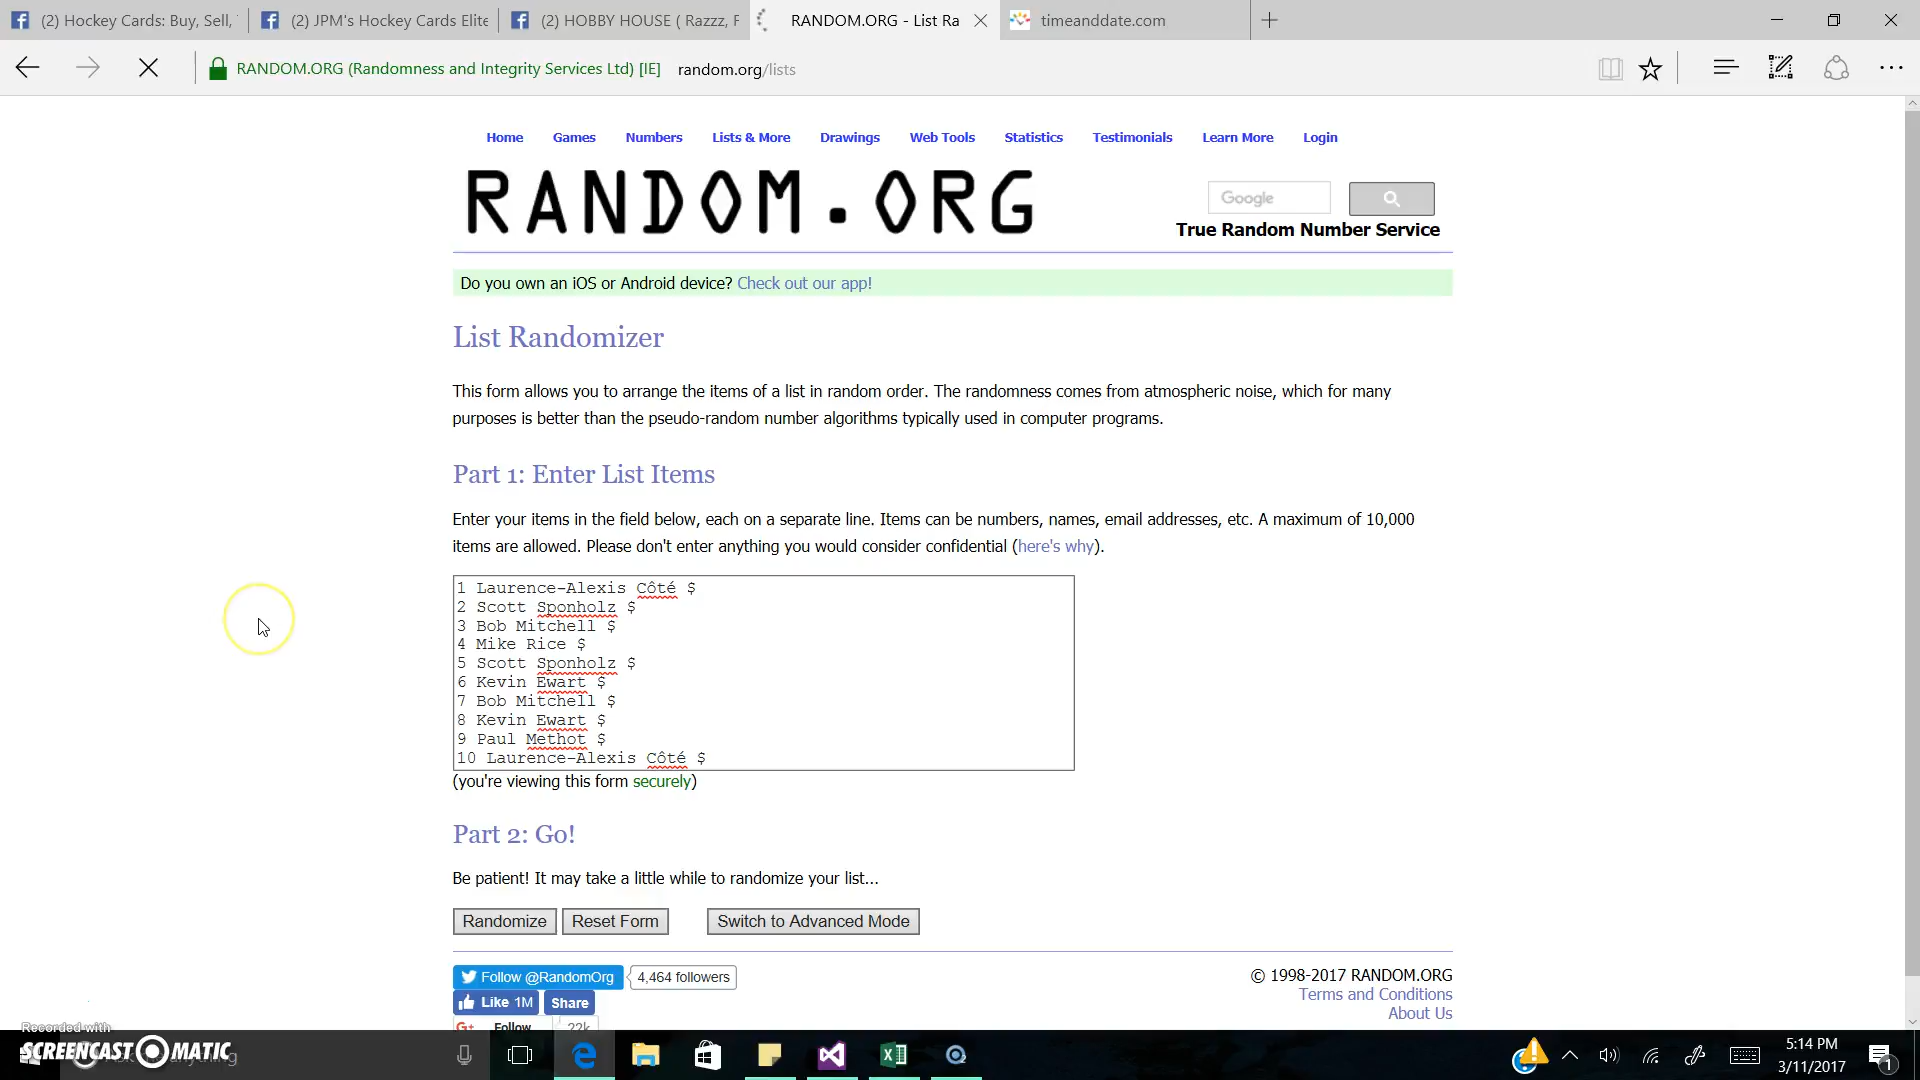 (2) Hockey Cards: Buy, Sell,
(2) JPM's Hockey Cards Elite
(2) HOBBY HOUSE ( Razzz, F
RANDOM.ORG - List Ra
timeanddate.com
RANDOM.ORG (Randomness and Integrity Services Ltd) [IE]
random.org/lists
Home Games Numbers Lists & More Drawings Web Tools Statistics Testimonials Learn More Login
RANDOM.ORG
Google
True Random Number Service
Do you own an iOS or Android device? Check out our app!
List Randomizer
This form allows you to arrange the items of a list in random order. The randomness comes from atmospheric noise, which for many
purposes is better than the pseudo-random number algorithms typically used in computer programs.
Part 1: Enter List Items
Enter your items in the field below, each on a separate line. Items can be numbers, names, email addresses, etc. A maximum of 10,000
items are allowed. Please don't enter anything you would consider confidential (here's why).
1 Laurence-Alexis Côté $
2 Scott Sponholz $
3 Bob Mitchell $
4 Mike Rice $
5 Scott Sponholz $
6 Kevin Ewart $
7 Bob Mitchell $
8 Kevin Ewart $
9 Paul Methot $
10 Laurence-Alexis Côté $
(you're viewing this form securely)
Part 2: Go!
Be patient! It may take a little while to randomize your list...
Randomize Reset Form Switch to Advanced Mode
Follow @RandomOrg 4,464 followers
Like 1M Share
G+ Follow 22k
© 1998-2017 RANDOM.ORG
Terms and Conditions
About Us
Recorded with
SCREENCAST-O-MATIC
5:14 PM
3/11/2017
1